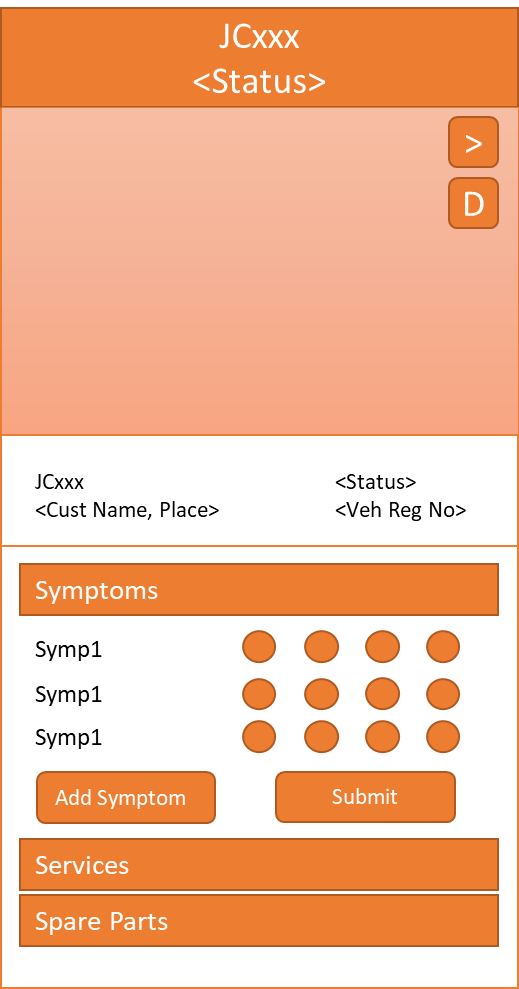 JCxxx
<Status>
>
D
JCxxx <Status>
<Cust Name, Place> <Veh Reg No>
Symptoms
Symp1
Symp1
Symp1
Add Symptom Submit
Services
Spare Parts